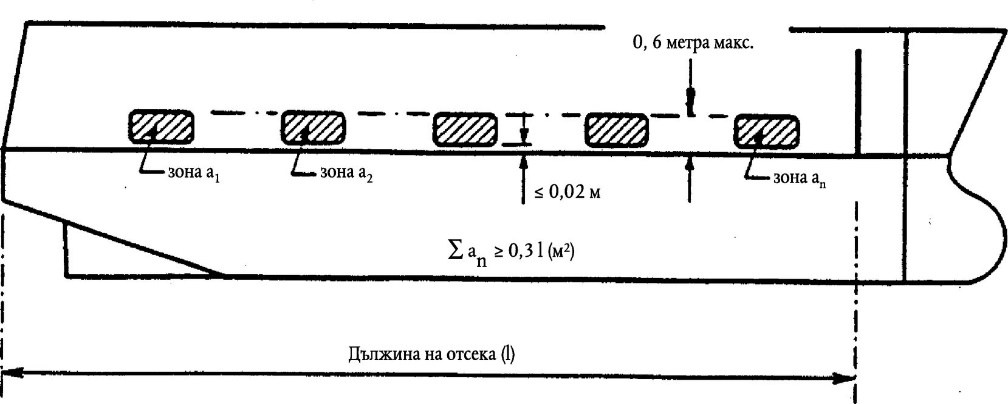 0, 6 метра макс.
зона a1
зона a2
зона an
≤ 0,02 м
∑ an ≥ 0,3 l (м²)
Дължина на отсека (l)